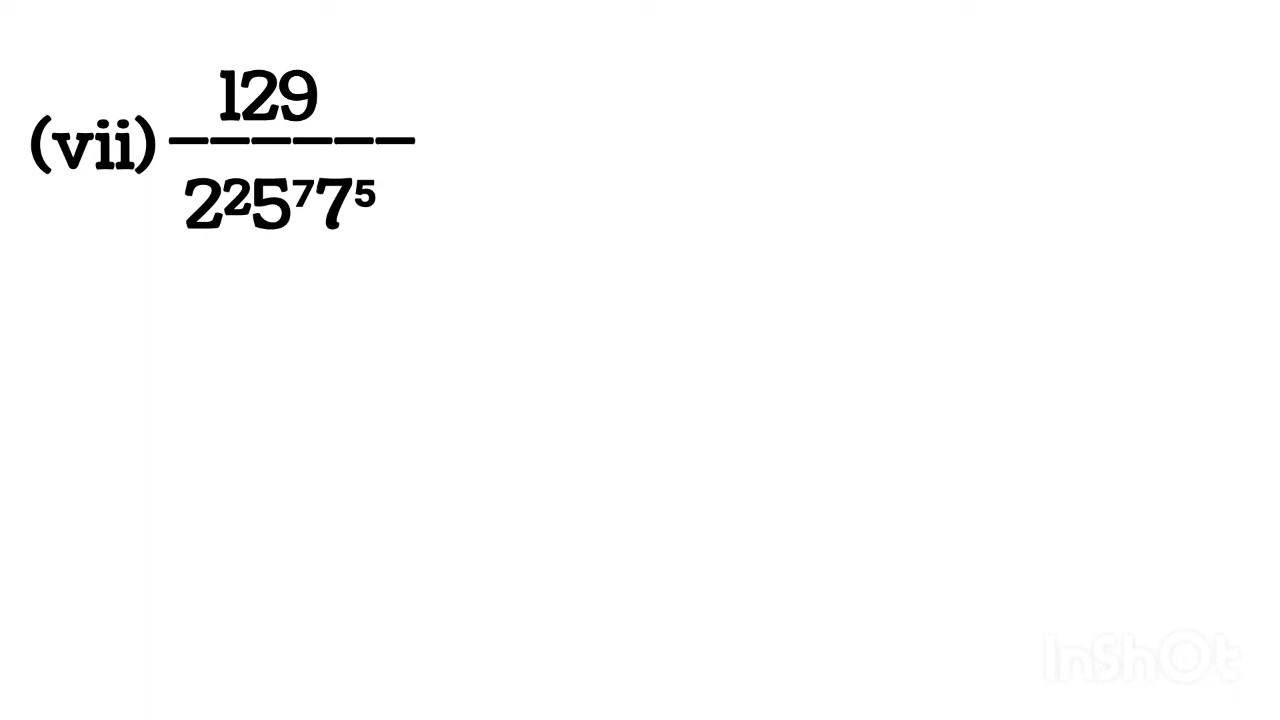 129
(vii) ------
2²5⁷7⁵
InShOt